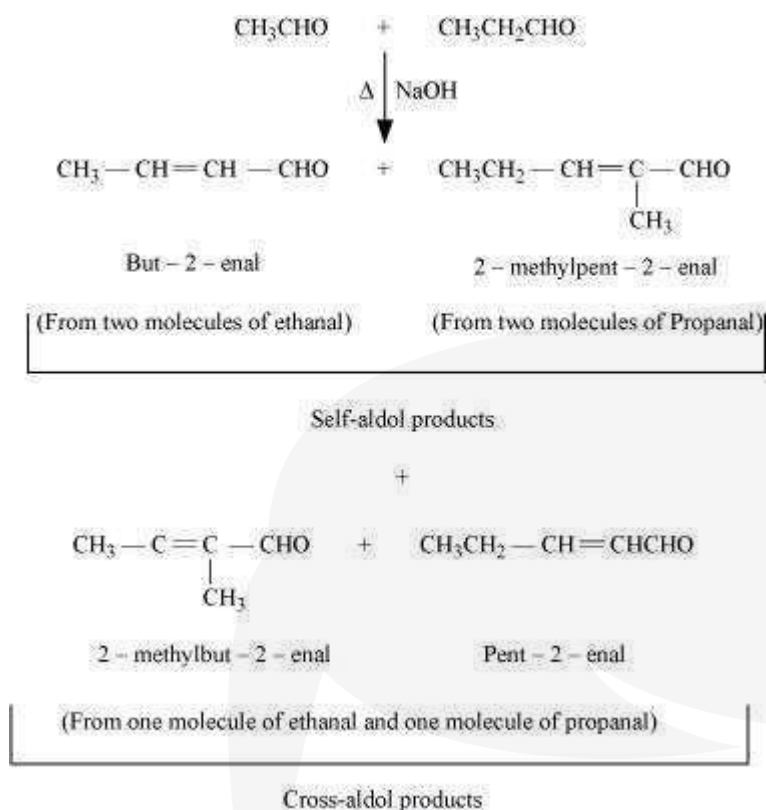 CH₃CHO + CH₃CH₂CHO
Δ NaOH
CH₃ — CH = CH — CHO + CH₃CH₂ — CH = C — CHO
CH₃
But – 2 – enal 2 – methylpent – 2 – enal
(From two molecules of ethanal) (From two molecules of Propanal)
Self-aldol products
+
CH₃ — C = C — CHO + CH₃CH₂ — CH = CHCHO
CH₃
2 – methylbut – 2 – enal Pent – 2 – enal
(From one molecule of ethanal and one molecule of propanal)
Cross-aldol products